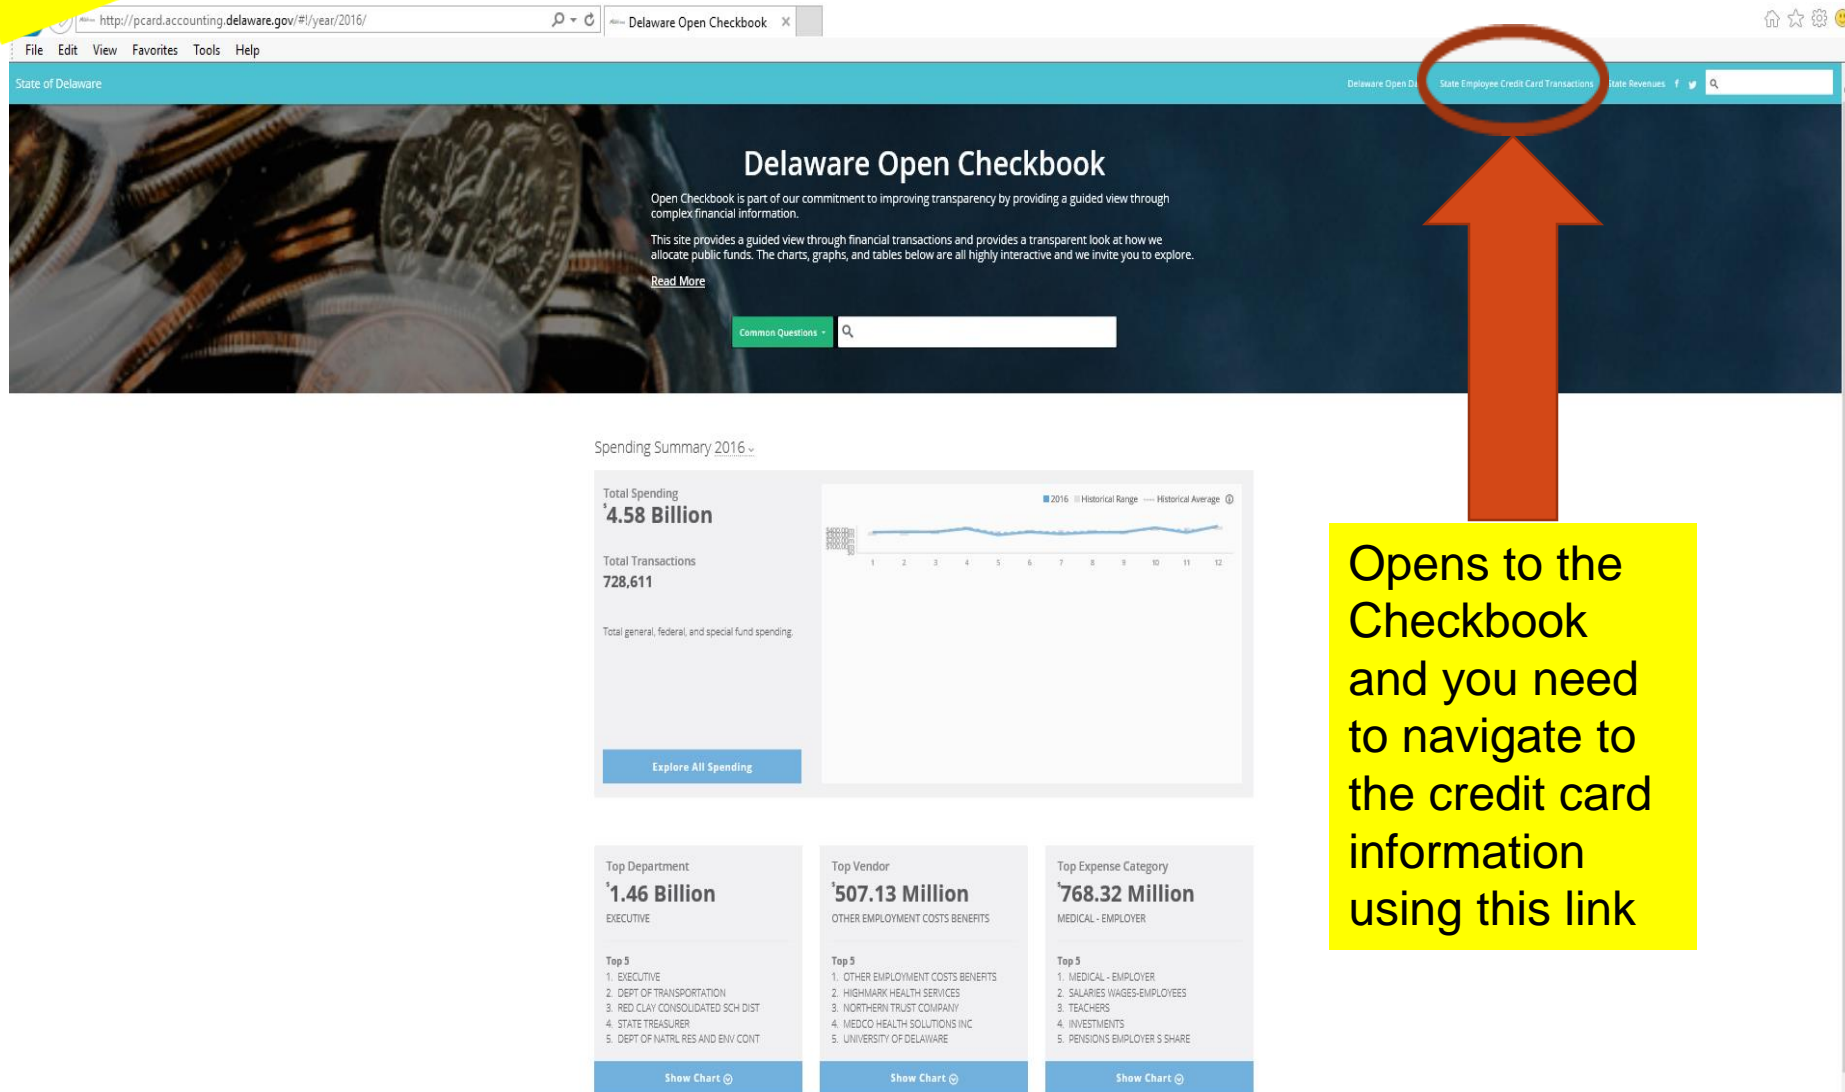 http://pcard.accounting.delaware.gov/#!/year/2016/
Delaware Open Checkbook
File Edit View Favorites Tools Help
State of Delaware
Delaware Open State Employee Credit Card Transactions State Revenues
Delaware Open Checkbook
Open Checkbook is part of our commitment to improving transparency by providing a guided view through
complex financial information.
This site provides a guided view through financial transactions and provides a transparent look at how we
allocate public funds. The charts, graphs, and tables below are all highly interactive and we invite you to explore.
Read More
Common Questions
Spending Summary 2016
Total Spending
$4.58 Billion
Total Transactions
728,611
Total general, federal, and special fund spending.
Explore All Spending
2016 Historical Range Historical Average
1 2 3 4 5 6 7 8 9 10 11 12
Opens to the
Checkbook
and you need
to navigate to
the credit card
information
using this link
Top Department
$1.46 Billion
EXECUTIVE
Top 5
1. EXECUTIVE
2. DEPT OF TRANSPORTATION
3. RED CLAY CONSOLIDATED SCH DIST
4. STATE TREASURER
5. DEPT OF NATRL RES AND ENV CONT
Show Chart
Top Vendor
$507.13 Million
OTHER EMPLOYMENT COSTS BENEFITS
Top 5
1. OTHER EMPLOYMENT COSTS BENEFITS
2. HIGHMARK HEALTH SERVICES
3. NORTHERN TRUST COMPANY
4. MEDCO HEALTH SOLUTIONS INC
5. UNIVERSITY OF DELAWARE
Show Chart
Top Expense Category
$768.32 Million
MEDICAL - EMPLOYER
Top 5
1. MEDICAL - EMPLOYER
2. SALARIES WAGES-EMPLOYEES
3. TEACHERS
4. INVESTMENTS
5. PENSIONS EMPLOYER S SHARE
Show Chart